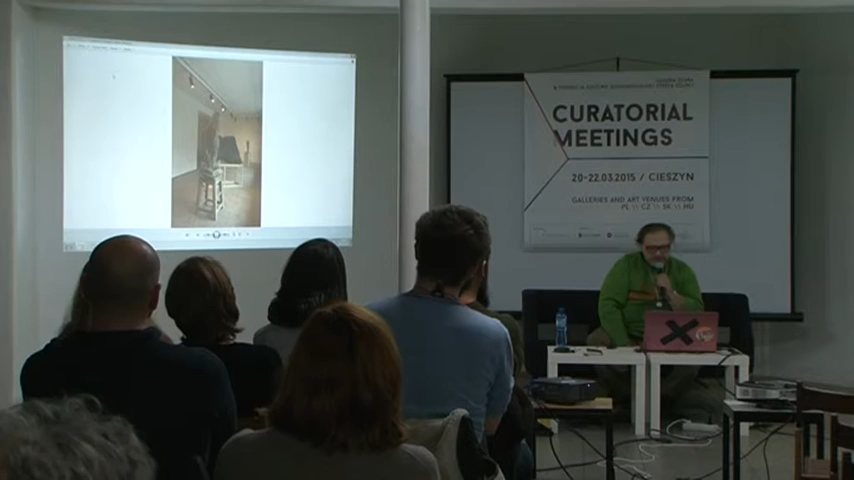 CURATORIAL
MEETINGS
20-22.03.2015 / CIESZYN
GALLERIES AND ART VENUES FROM
PL \\ CZ \\ SK \\ HU